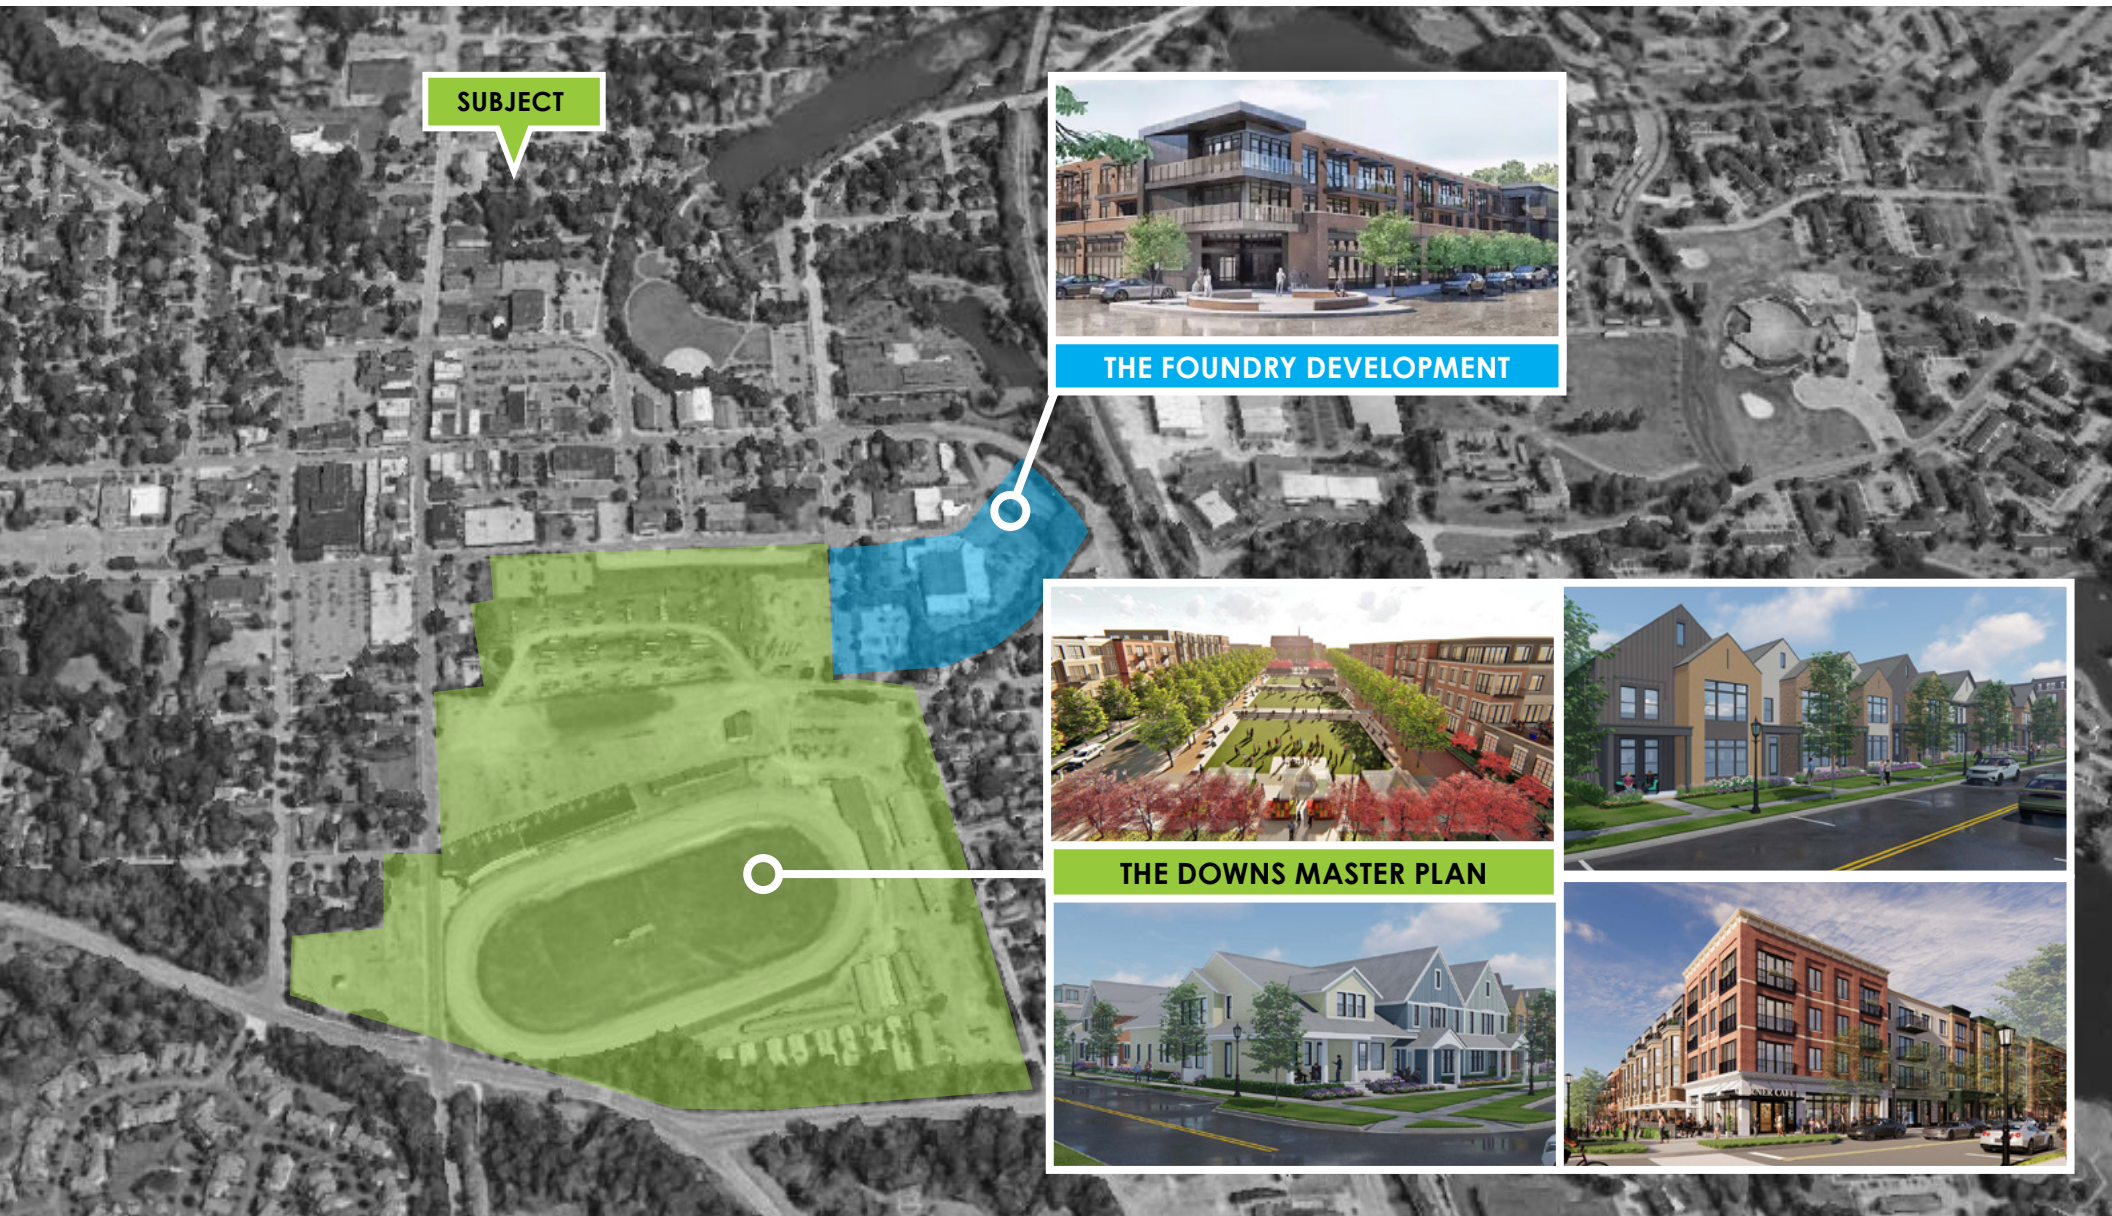 SUBJECT
THE FOUNDRY DEVELOPMENT
THE DOWNS MASTER PLAN